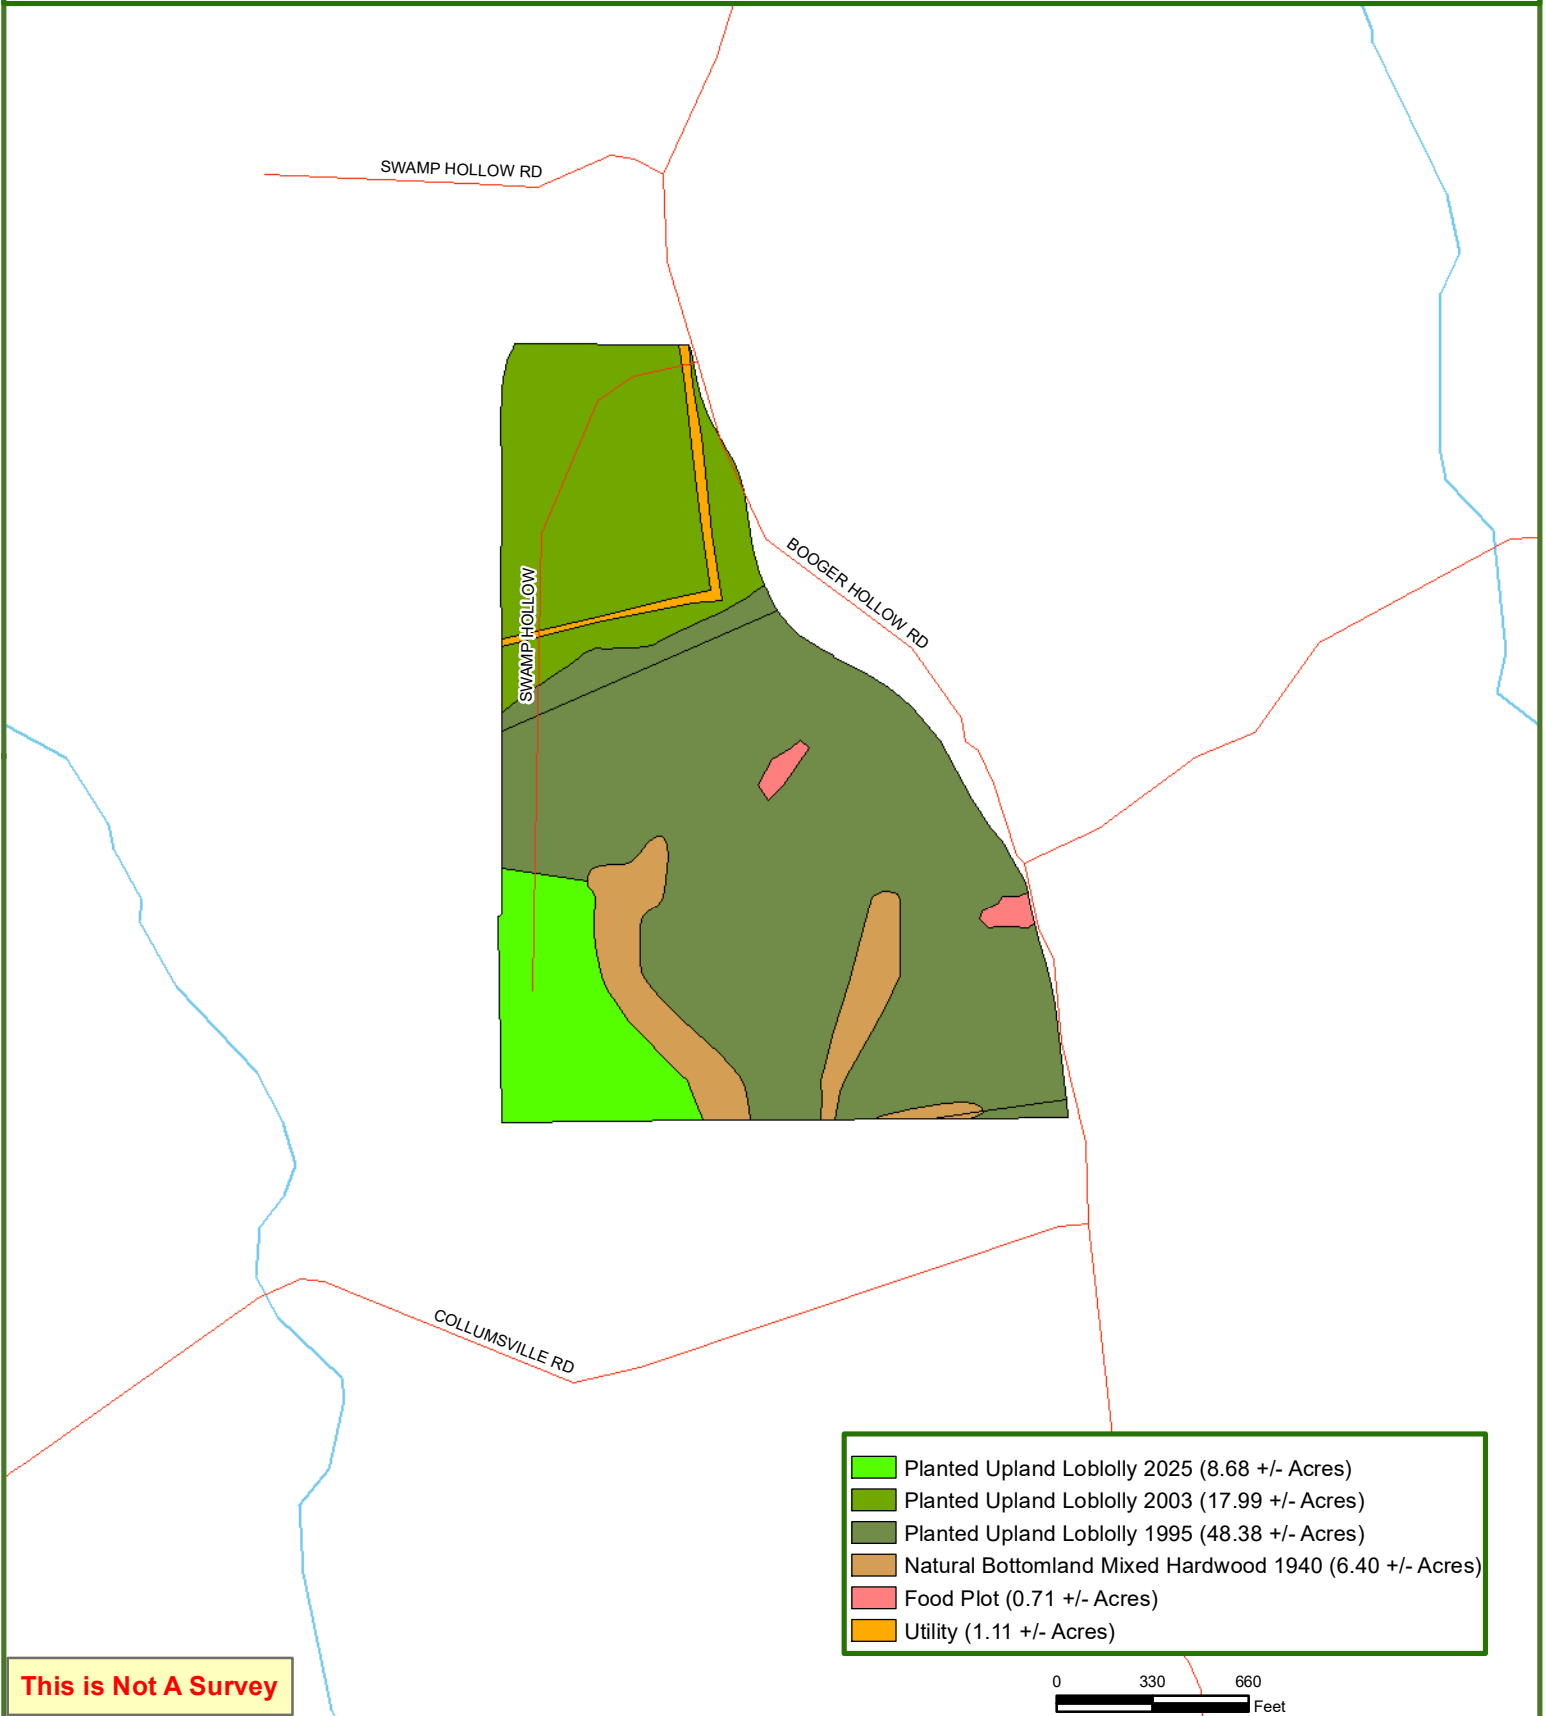 SWAMP HOLLOW RD
BOOGER HOLLOW RD
SWAMP HOLLOW
COLLUMSVILLE RD
Planted Upland Loblolly 2025 (8.68 +/- Acres)
Planted Upland Loblolly 2003 (17.99 +/- Acres)
Planted Upland Loblolly 1995 (48.38 +/- Acres)
Natural Bottomland Mixed Hardwood 1940 (6.40 +/- Acres)
Food Plot (0.71 +/- Acres)
Utility (1.11 +/- Acres)
This is Not A Survey
0 330 660
Feet